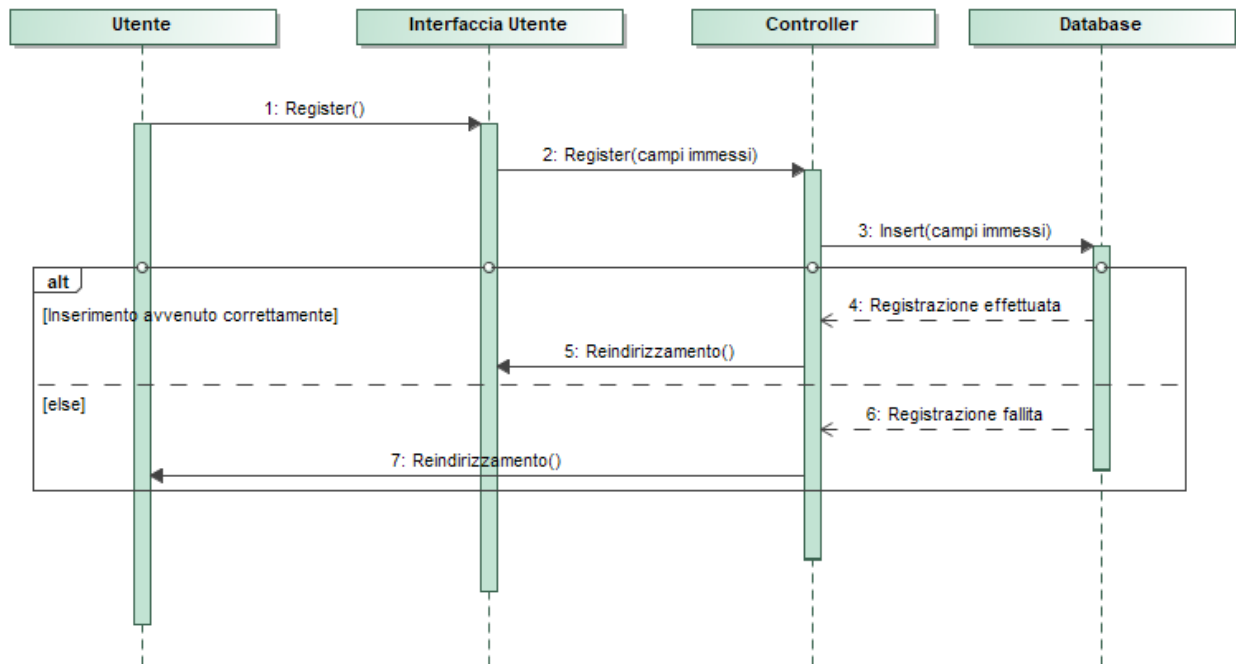 Utente
Interfaccia Utente
Controller
Database
1: Register()
2: Register(campi immessi)
3: Insert(campi immessi)
alt
[Inserimento avvenuto correttamente]
4: Registrazione effettuata
5: Reindirizzamento()
[else]
6: Registrazione fallita
7: Reindirizzamento()